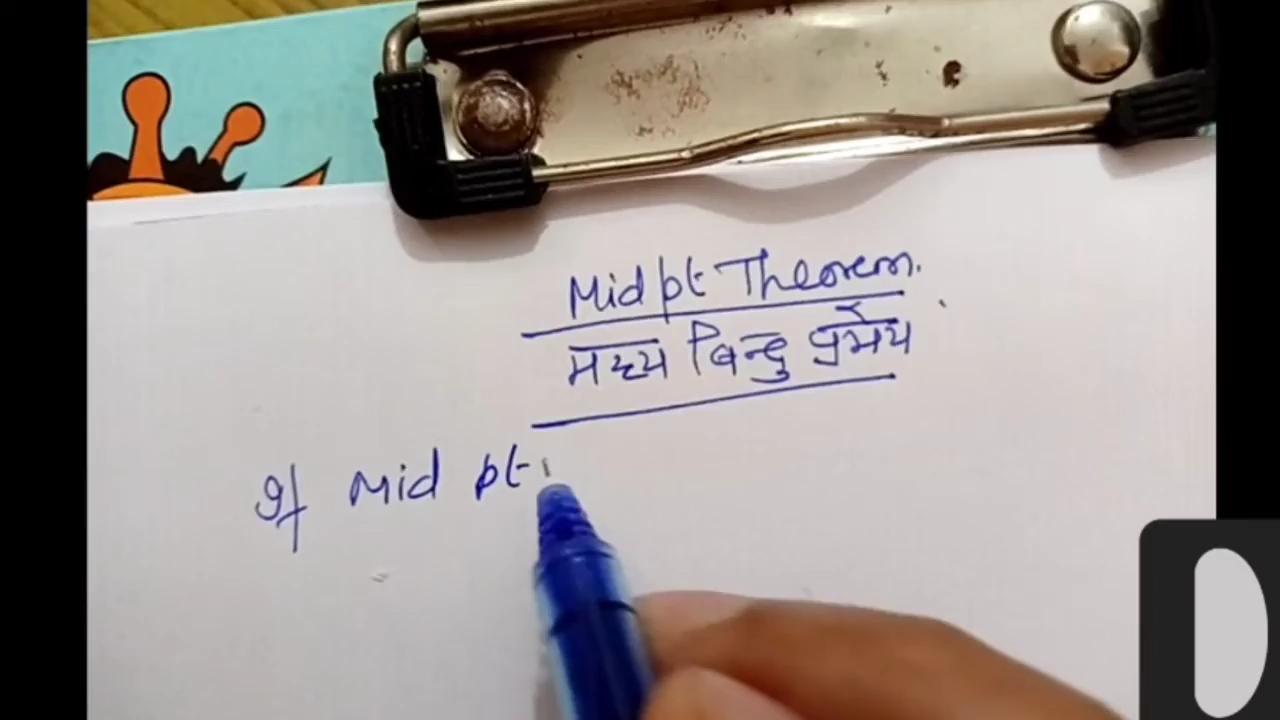 Mid pt Theorem.
मध्य बिन्दु प्रमेय
If Mid pt
D